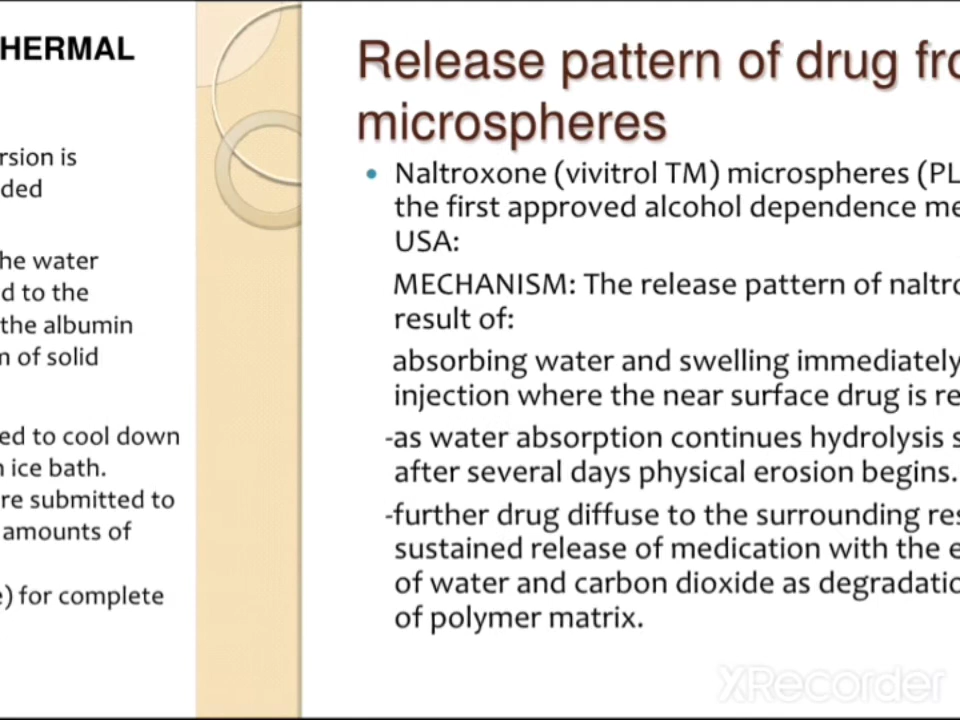 HERMAL
rsion is
ded
he water
d to the
the albumin
m of solid
ed to cool down
n ice bath.
re submitted to
amounts of
e) for complete
Release pattern of drug fro
microspheres
• Naltroxone (vivitrol TM) microspheres (PL
the first approved alcohol dependence me
USA:
MECHANISM: The release pattern of naltro
result of:
absorbing water and swelling immediately
injection where the near surface drug is re
-as water absorption continues hydrolysis s
after several days physical erosion begins.
-further drug diffuse to the surrounding res
sustained release of medication with the e
of water and carbon dioxide as degradatio
of polymer matrix.
XRecorder